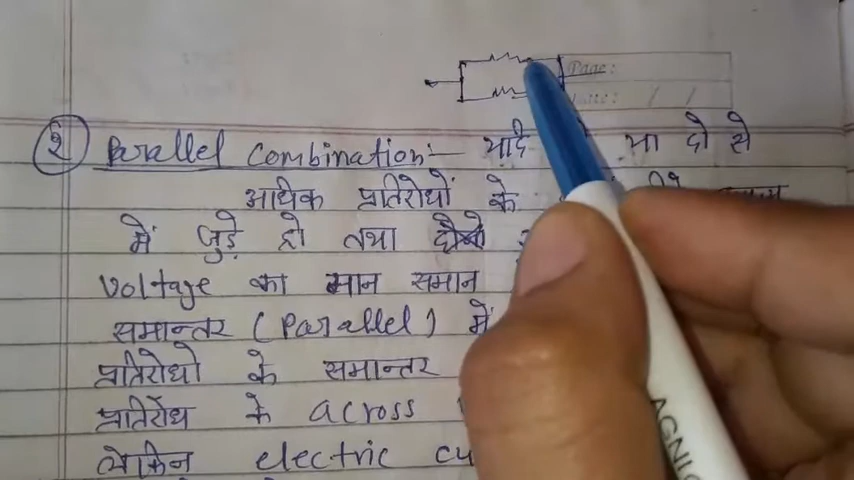 Page:
Date: / /
२ Parallel Combination:- यदि या दो से
अधिक प्रतिरोधों के
में जुड़े हो तथा दोनो
voltage का मान समान
समान्तर (Parallel) में
प्रतिरोधो के समान्तर
प्रतिरोध के across
लेकिन electric
AGNI